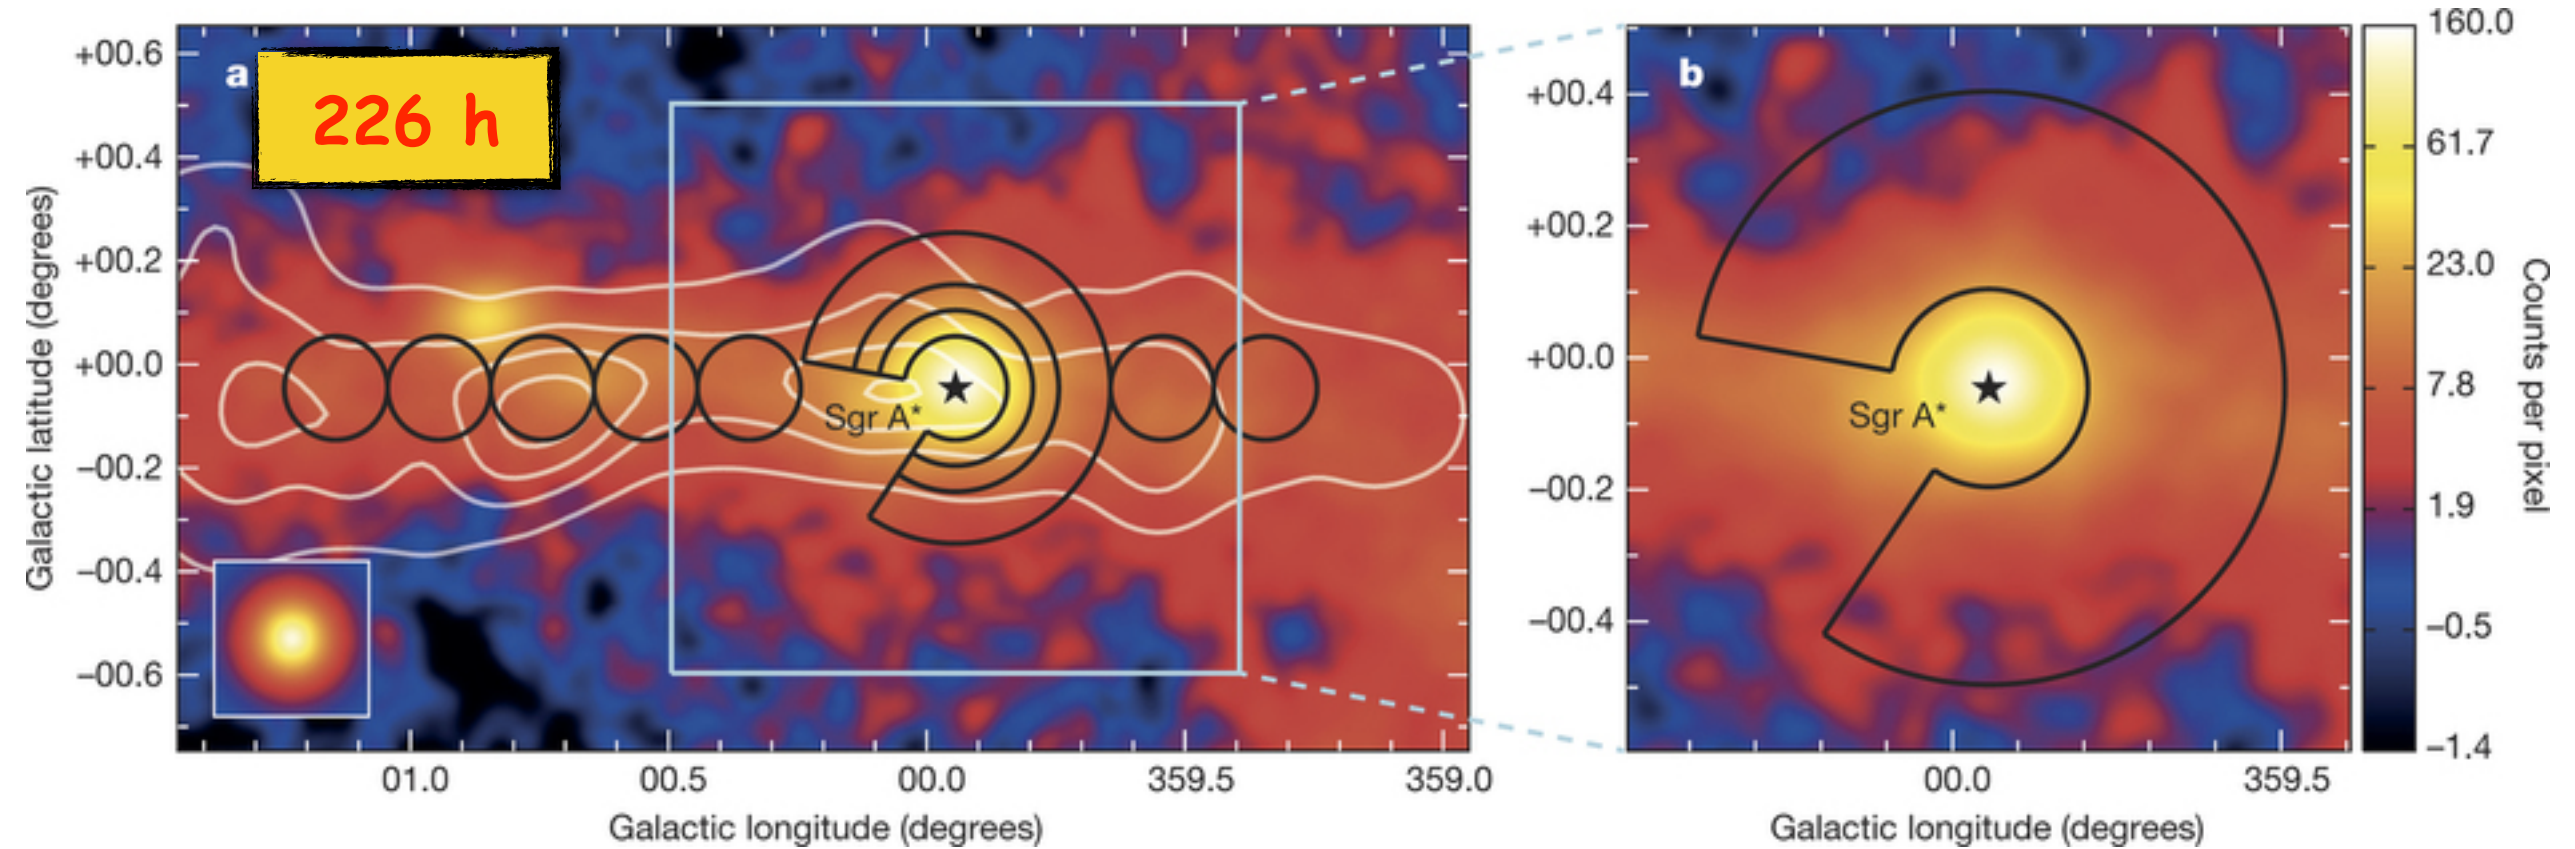 a
226 h
+00.6
+00.4
+00.2
+00.0
−00.2
−00.4
−00.6
Galactic latitude (degrees)
Sgr A*
01.0 00.5 00.0 359.5 359.0
Galactic longitude (degrees)
b
+00.4
+00.2
+00.0
−00.2
−00.4
Sgr A*
00.0 359.5
Galactic longitude (degrees)
160.0
61.7
23.0
7.8
1.9
−0.5
−1.4
Counts per pixel